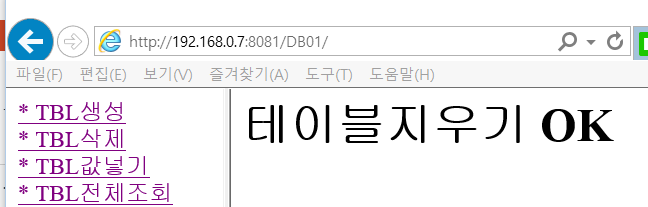 http://192.168.0.7:8081/DB01/
파일(F) 편집(E) 보기(V) 즐겨찾기(A) 도구(T) 도움말(H)
* TBL생성
* TBL삭제
* TBL값넣기
* TBL전체조회
테이블지우기 OK